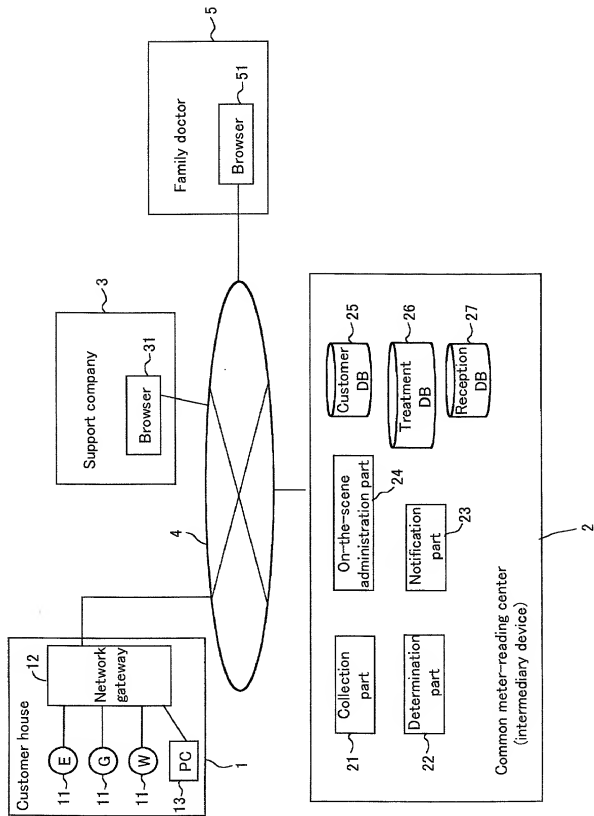 Customer house
12
Network
gateway
E
G
W
PC
11
11
11
13
1
Support company
3
Browser
31
Family doctor
5
Browser
51
4
Collection
part
21
Determination
part
22
On-the-scene
administration part
24
Notification
part
23
Customer
DB
25
Treatment
DB
26
Reception
DB
27
Common meter-reading center
(intermediary device)
2